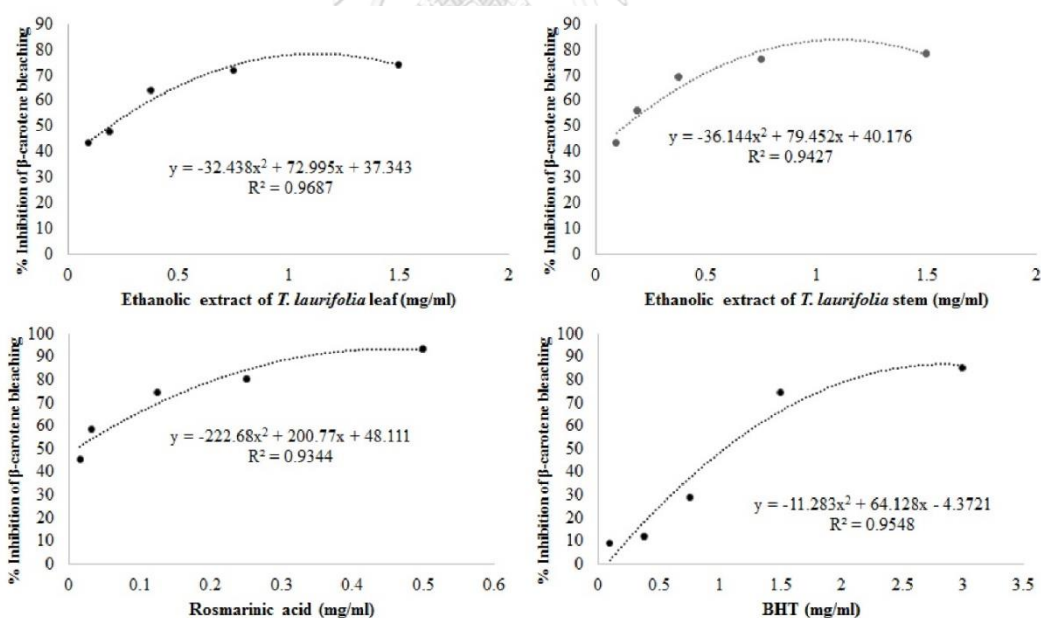 % Inhibition of β-carotene bleaching
90
80
70
60
50
40
30
20
10
0
y = -32.438x² + 72.995x + 37.343
R² = 0.9687
0 0.5 1 1.5 2
Ethanolic extract of T. laurifolia leaf (mg/ml)
% Inhibition of β-carotene bleaching
90
80
70
60
50
40
30
20
10
0
y = -36.144x² + 79.452x + 40.176
R² = 0.9427
0 0.5 1 1.5 2
Ethanolic extract of T. laurifolia stem (mg/ml)
% Inhibition of β-carotene bleaching
100
90
80
70
60
50
40
30
20
10
0
y = -222.68x² + 200.77x + 48.111
R² = 0.9344
0 0.1 0.2 0.3 0.4 0.5 0.6
Rosmarinic acid (mg/ml)
% Inhibition of β-carotene bleaching
100
90
80
70
60
50
40
30
20
10
0
y = -11.283x² + 64.128x - 4.3721
R² = 0.9548
0 0.5 1 1.5 2 2.5 3 3.5
BHT (mg/ml)